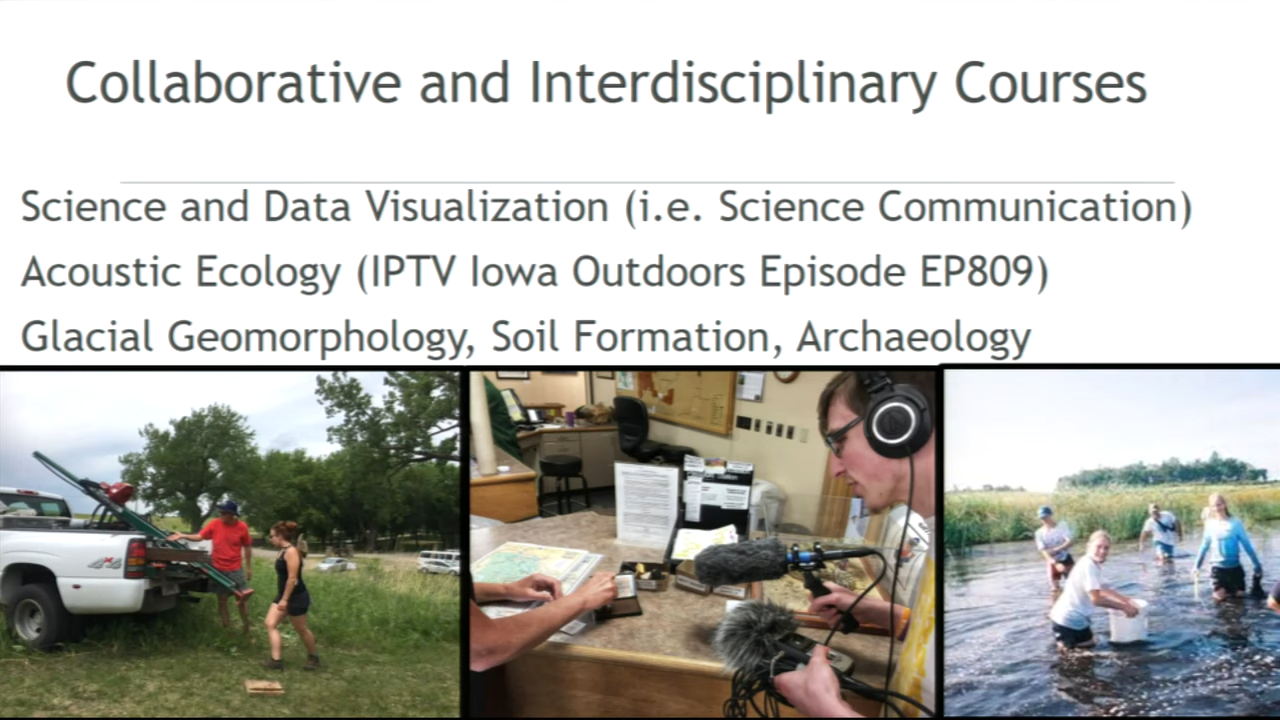 Collaborative and Interdisciplinary Courses
Science and Data Visualization (i.e. Science Communication)
Acoustic Ecology (IPTV Iowa Outdoors Episode EP809)
Glacial Geomorphology, Soil Formation, Archaeology
4x4